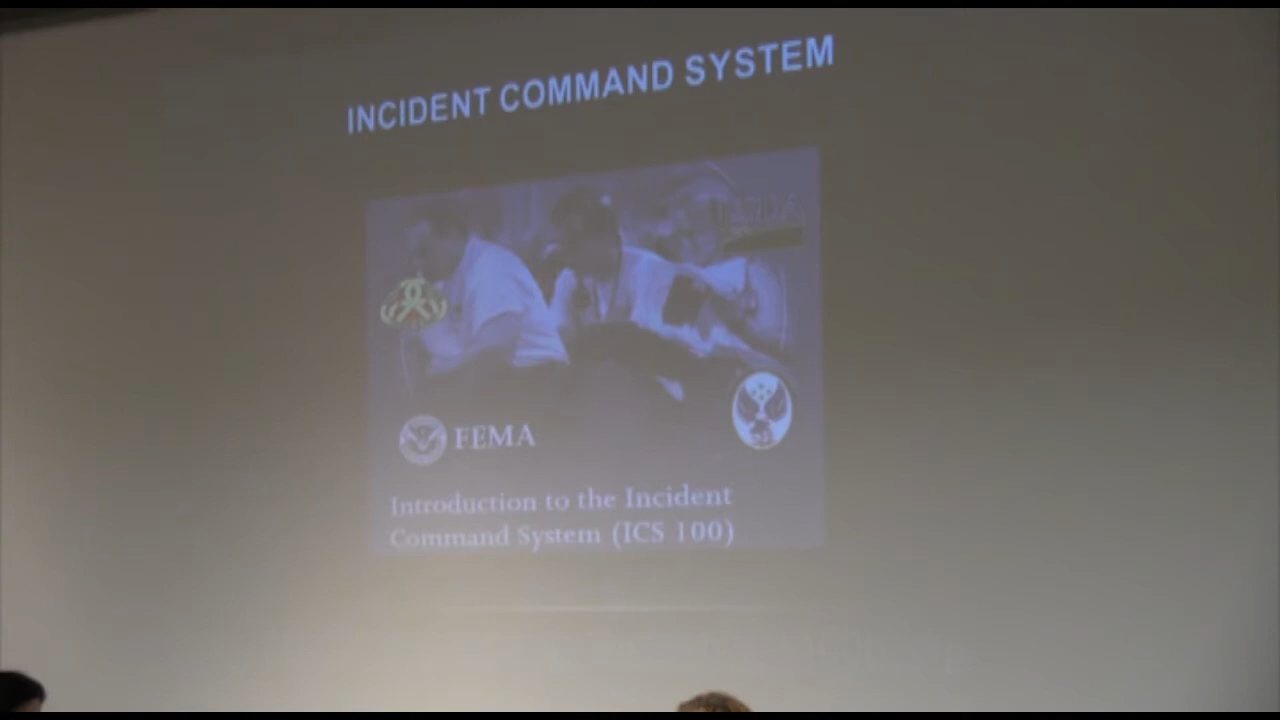 INCIDENT COMMAND SYSTEM
FEMA
Introduction to the Incident
Command System (ICS 100)